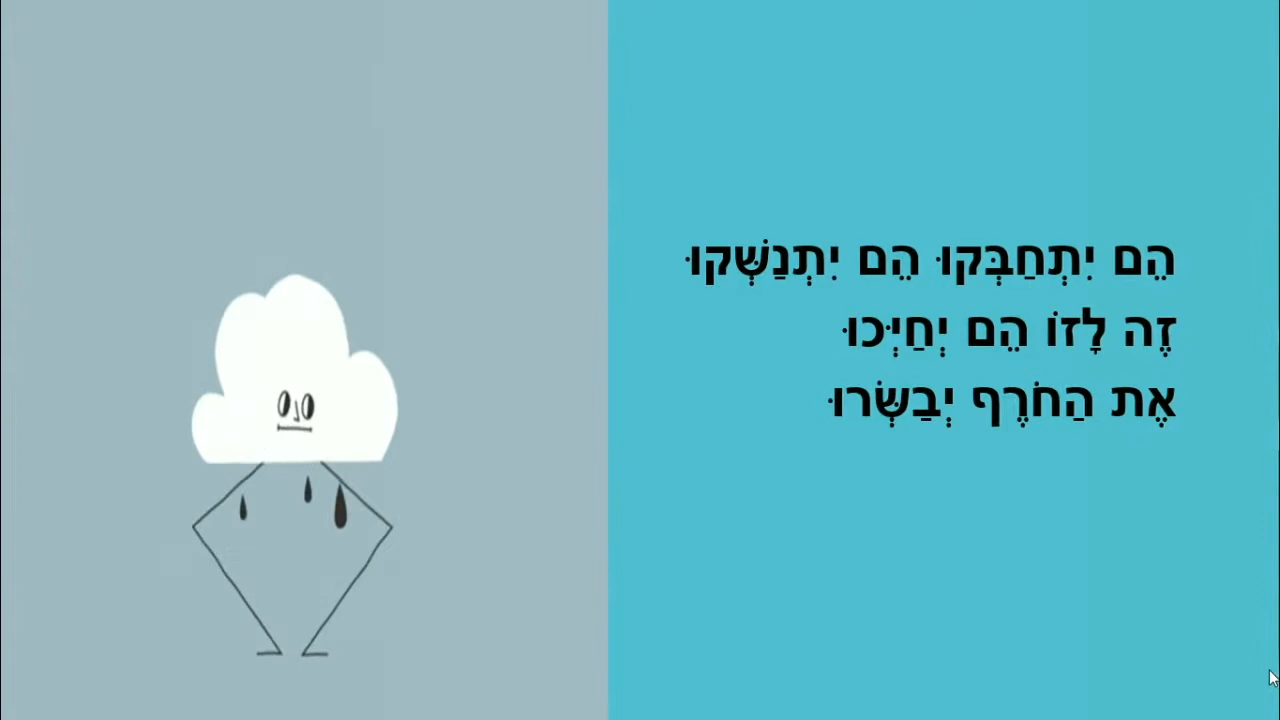 הֵם יִתְחַבְּקוּ הֵם יִתְנַשְּׁקוּ
זֶה לָזוֹ הֵם יְחַיְּכוּ
אֶת הַחֹרֶף יְבַשְּׂרוּ